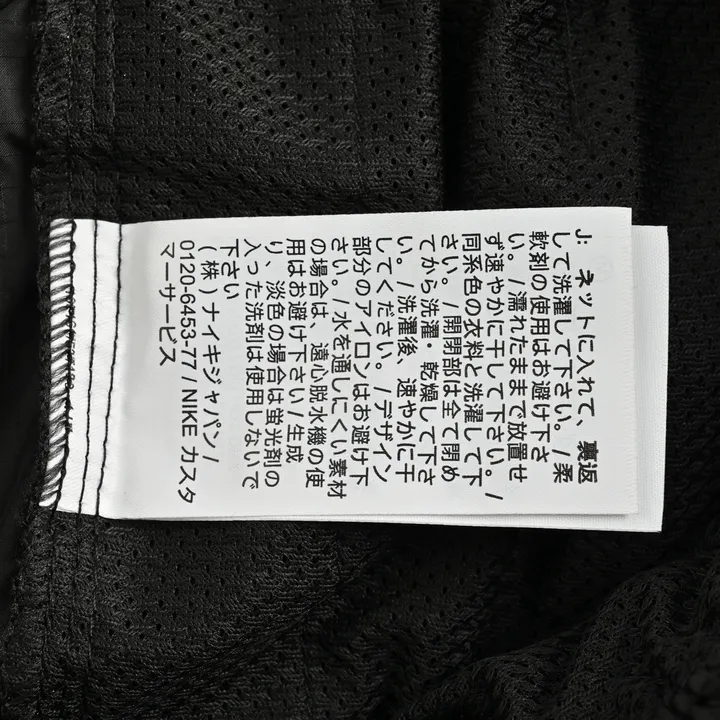 J: ネットに入れて、裏返
して洗濯して下さい。/ 柔
軟剤の使用はお避け下さ
い。/ 濡れたままで放置せ
ず速やかに干して下さい。/
同系色の衣料と洗濯して下
さい。/ 開閉部は全て閉め
てから洗濯・乾燥して下さ
い。/ 洗濯後、速やかに干
してください。/ デザイン
部分のアイロンはお避け下
さい。/ 水を通しにくい素材
の場合は、遠心脱水機の使
用はお避け下さい / 生成
り、淡色の場合は蛍光剤の
入った洗剤は使用しないで
下さい
(株) ナイキジャパン /
0120-6453-77 / NIKE カスタ
マーサービス